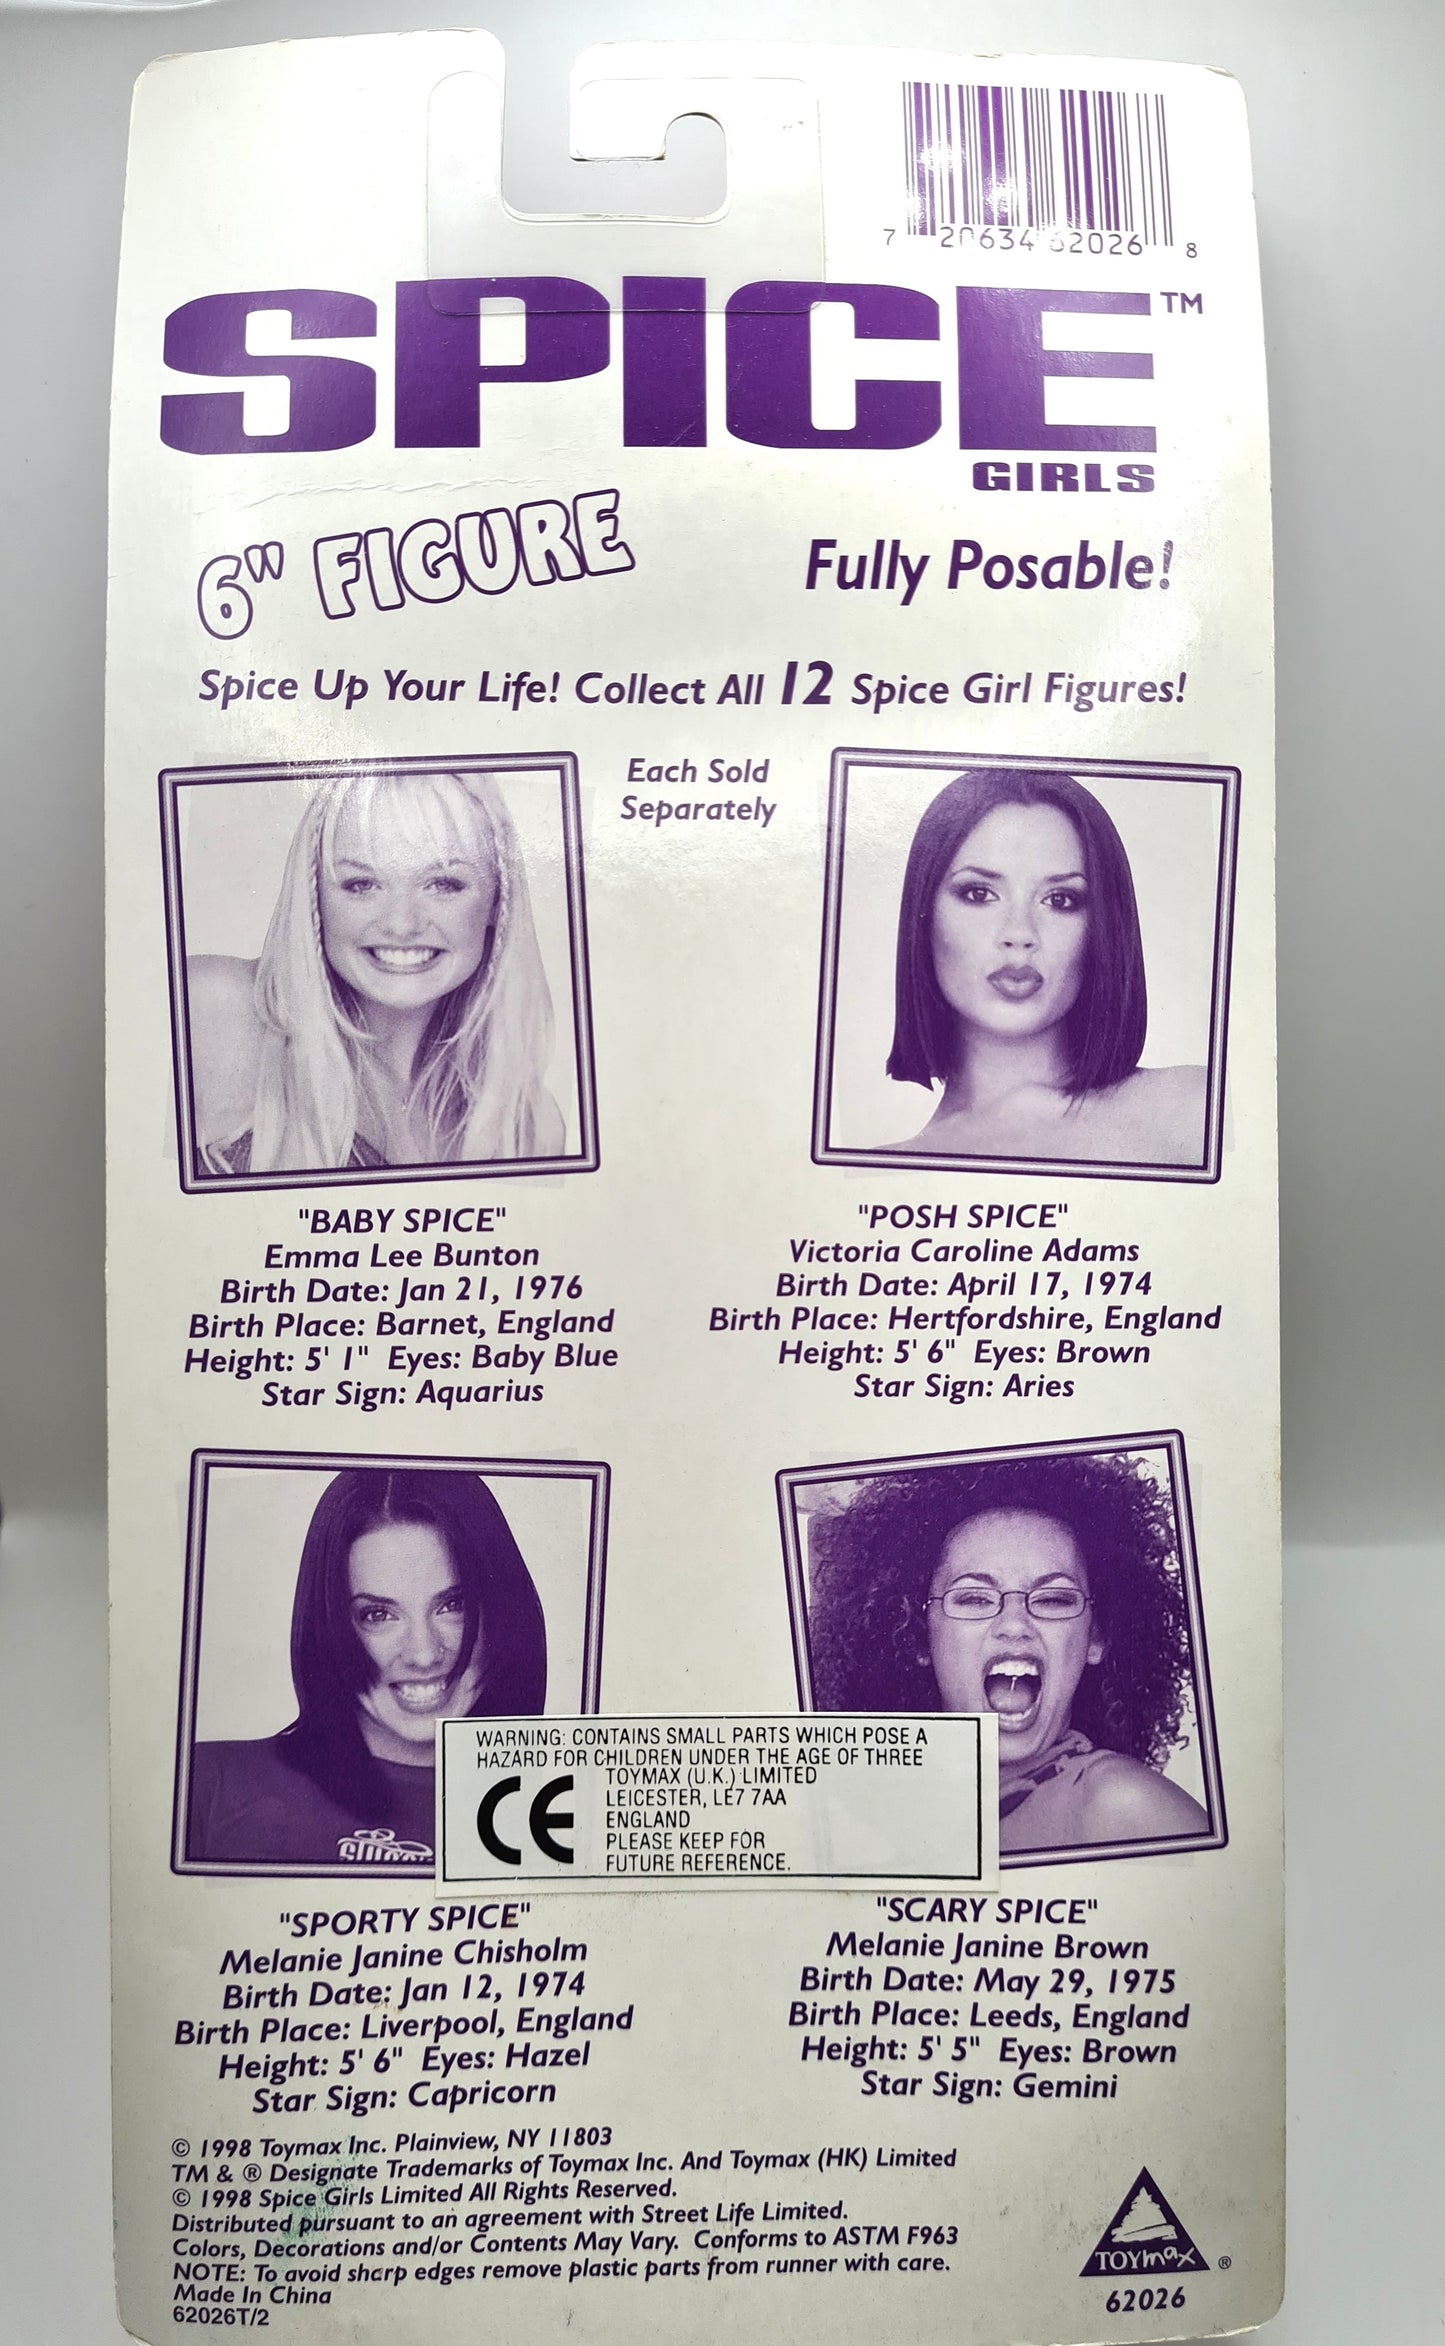 7 20634 62026 8
SPICE™
GIRLS
6" FIGURE
Fully Posable!
Spice Up Your Life! Collect All 12 Spice Girl Figures!
Each Sold
Separately
"BABY SPICE"
Emma Lee Bunton
Birth Date: Jan 21, 1976
Birth Place: Barnet, England
Height: 5' 1" Eyes: Baby Blue
Star Sign: Aquarius
"POSH SPICE"
Victoria Caroline Adams
Birth Date: April 17, 1974
Birth Place: Hertfordshire, England
Height: 5' 6" Eyes: Brown
Star Sign: Aries
WARNING: CONTAINS SMALL PARTS WHICH POSE A
HAZARD FOR CHILDREN UNDER THE AGE OF THREE
CE
TOYMAX (U.K.) LIMITED
LEICESTER, LE7 7AA
ENGLAND
PLEASE KEEP FOR
FUTURE REFERENCE.
"SPORTY SPICE"
Melanie Janine Chisholm
Birth Date: Jan 12, 1974
Birth Place: Liverpool, England
Height: 5' 6" Eyes: Hazel
Star Sign: Capricorn
"SCARY SPICE"
Melanie Janine Brown
Birth Date: May 29, 1975
Birth Place: Leeds, England
Height: 5' 5" Eyes: Brown
Star Sign: Gemini
© 1998 Toymax Inc. Plainview, NY 11803
TM & ® Designate Trademarks of Toymax Inc. And Toymax (HK) Limited
© 1998 Spice Girls Limited All Rights Reserved.
Distributed pursuant to an agreement with Street Life Limited.
Colors, Decorations and/or Contents May Vary. Conforms to ASTM F963
NOTE: To avoid sharp edges remove plastic parts from runner with care.
Made In China
62026T/2
TOYmax ®
62026